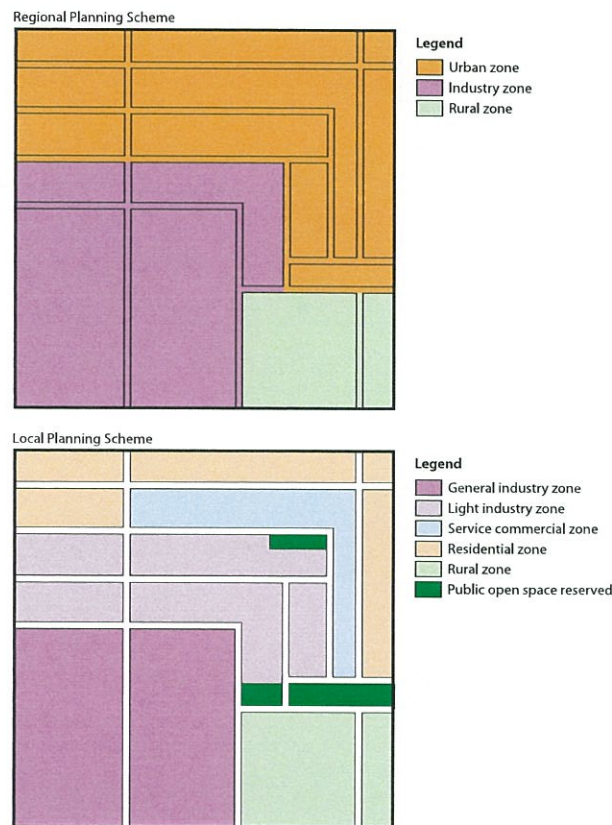 Regional Planning Scheme
Legend
Urban zone
Industry zone
Rural zone
Local Planning Scheme
Legend
General industry zone
Light industry zone
Service commercial zone
Residential zone
Rural zone
Public open space reserved